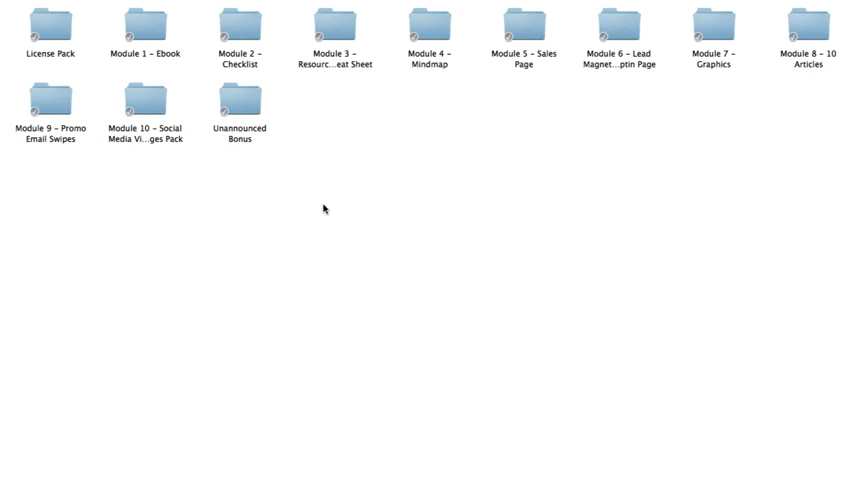 License Pack
Module 1 – Ebook
Module 2 –
Checklist
Module 3 –
Resourc...eat Sheet
Module 4 –
Mindmap
Module 5 – Sales
Page
Module 6 – Lead
Magnet...ptin Page
Module 7 –
Graphics
Module 8 – 10
Articles
Module 9 – Promo
Email Swipes
Module 10 – Social
Media Vi...ges Pack
Unannounced
Bonus